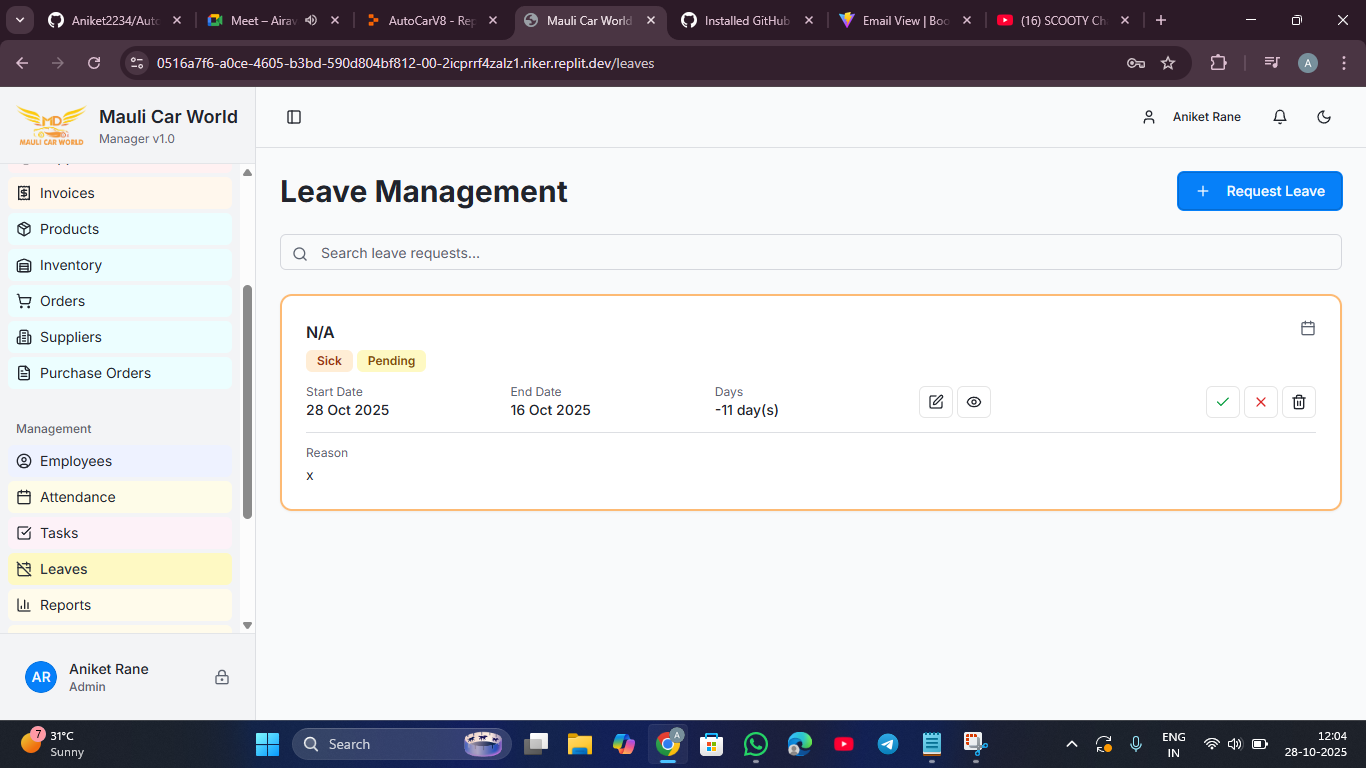 Aniket2234/Auto
Meet – Airav
AutoCarV8 - Rep
Mauli Car World
Installed GitHub
Email View | Boo
(16) SCOOTY Ch
0516a7f6-a0ce-4605-b3bd-590d804bf812-00-2icprrf4zalz1.riker.replit.dev/leaves
A
MD
MAULI CAR WORLD
Mauli Car World
Manager v1.0
Aniket Rane
Invoices
Products
Inventory
Orders
Suppliers
Purchase Orders
Management
Employees
Attendance
Tasks
Leaves
Reports
AR
Aniket Rane
Admin
Leave Management
Request Leave
Search leave requests...
N/A
Sick
Pending
Start Date
28 Oct 2025
End Date
16 Oct 2025
Days
-11 day(s)
Reason
x
7
31°C
Sunny
Search
A
ENG
IN
12:04
28-10-2025